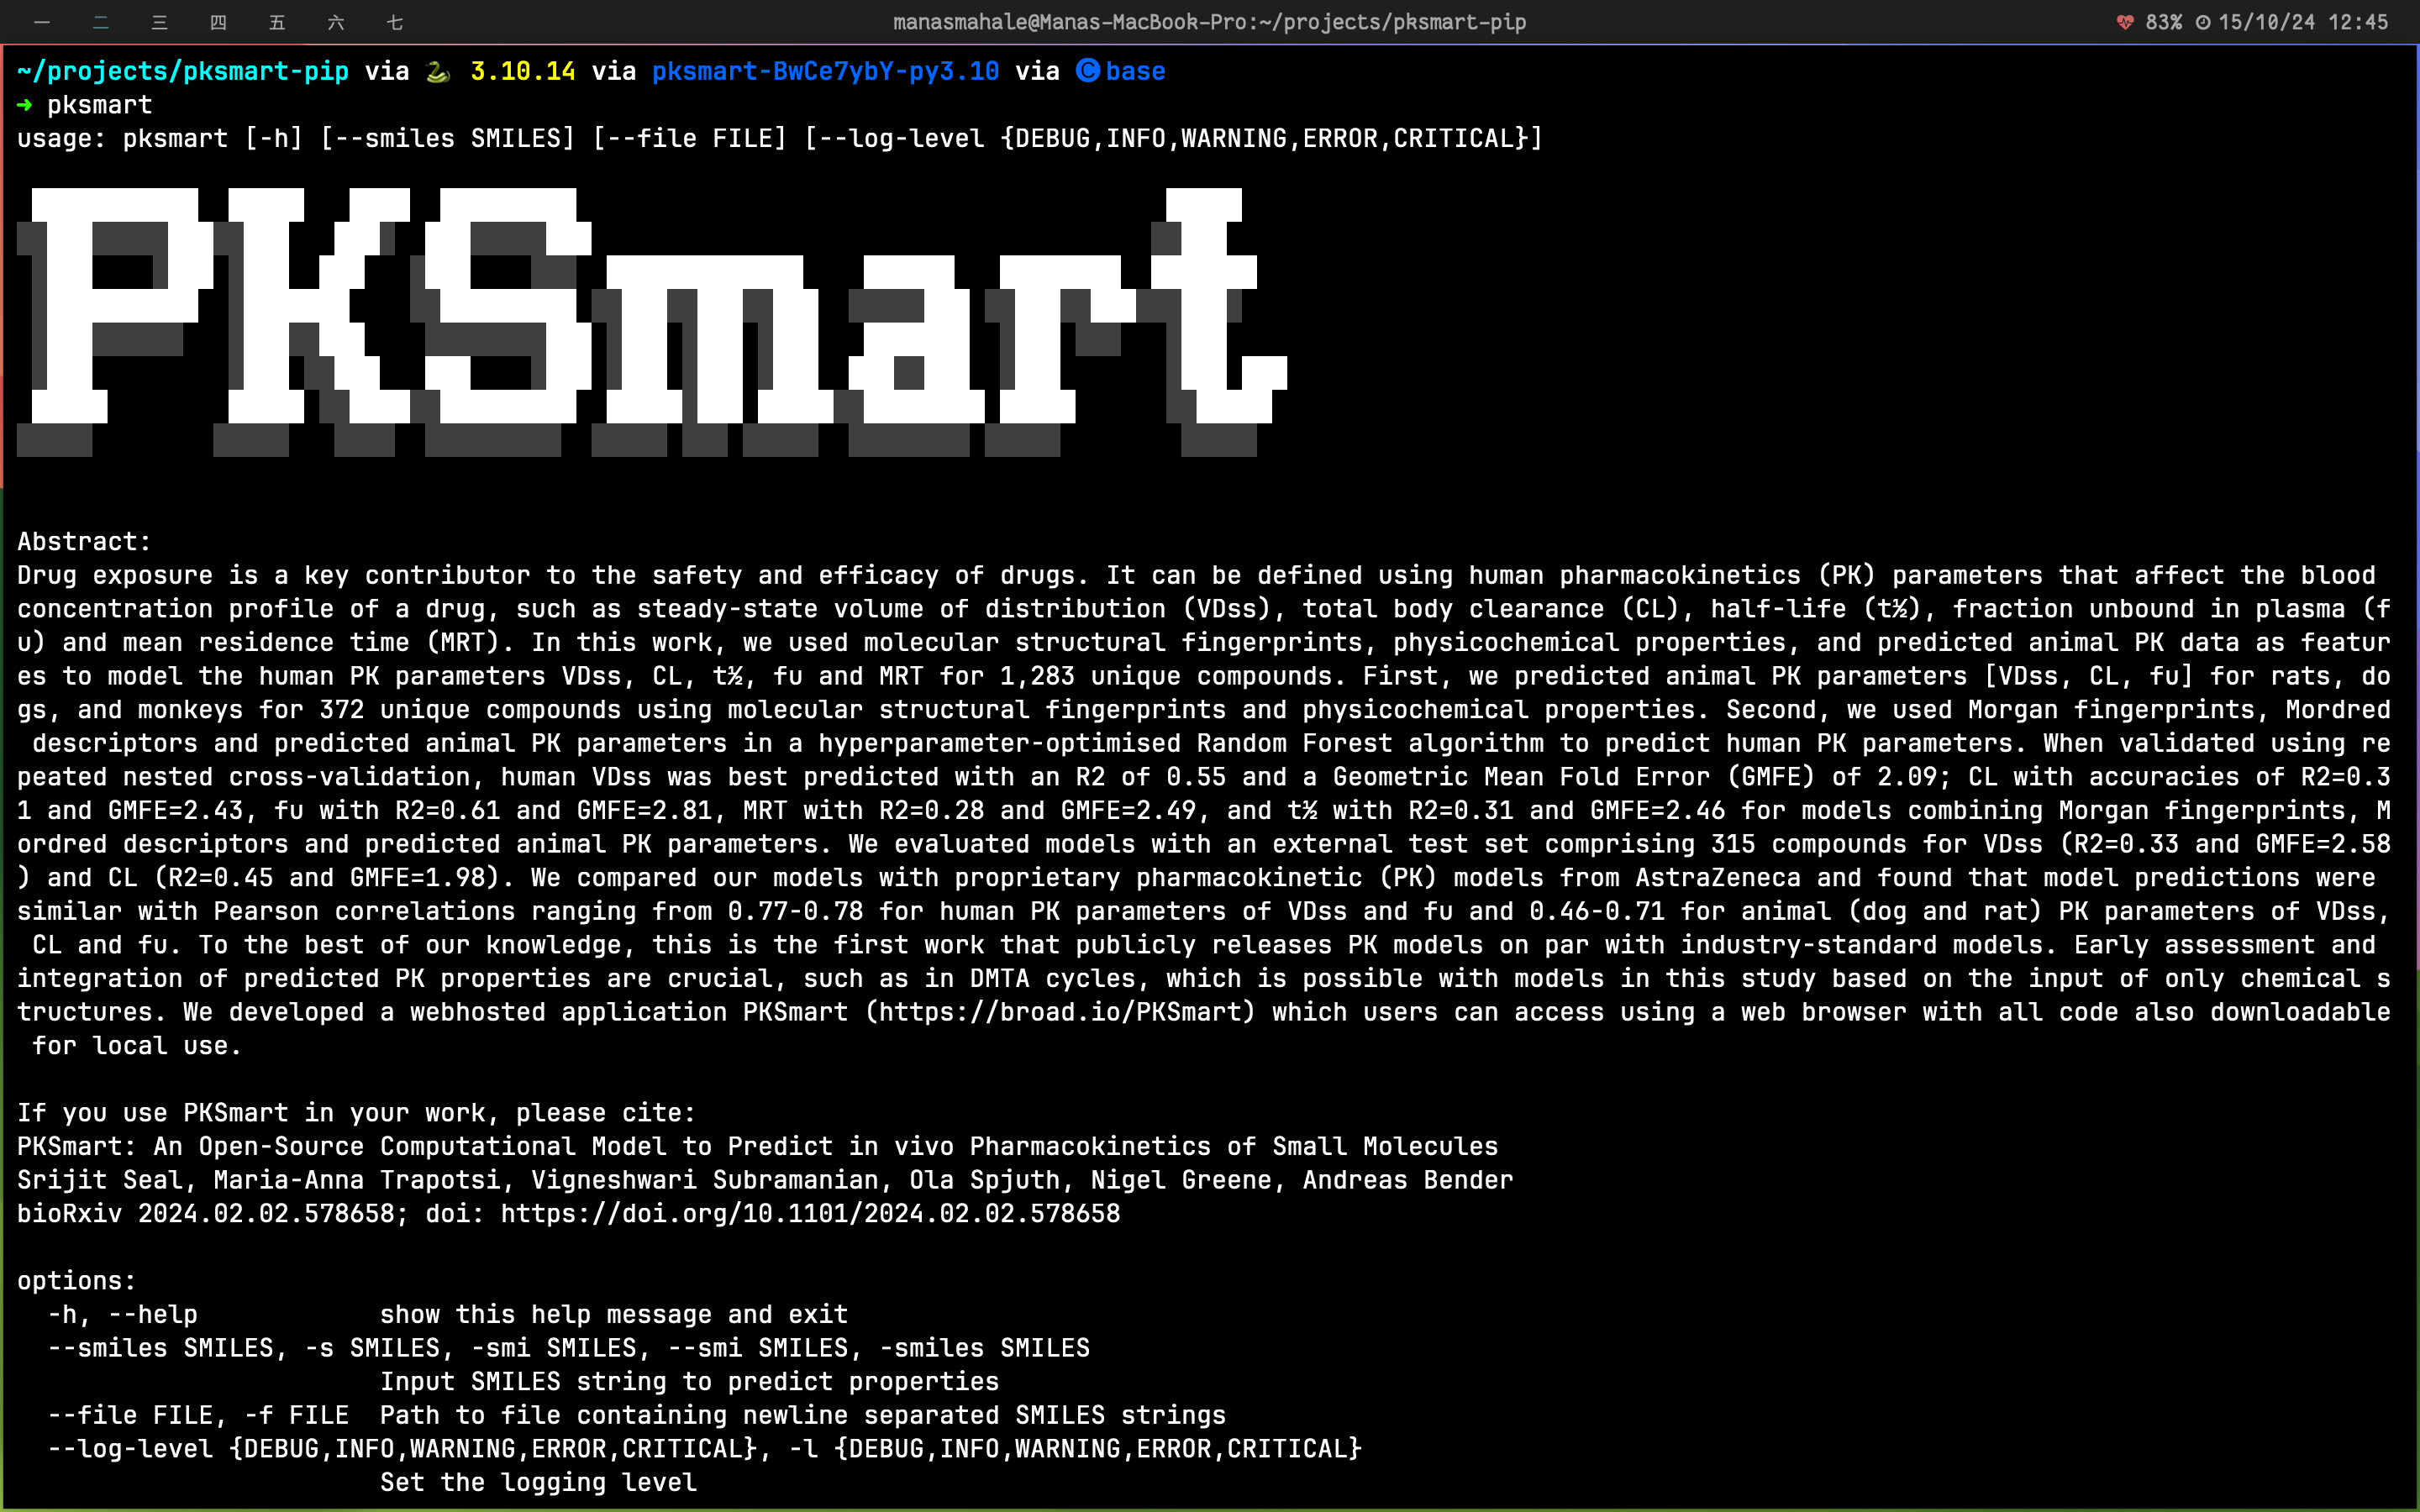 一 二 三 四 五 六 七 manasmahale@Manas-MacBook-Pro:~/projects/pksmart-pip 83% 15/10/24 12:45
~/projects/pksmart-pip via 🐍 3.10.14 via pksmart-BwCe7ybY-py3.10 via C base
➜ pksmart
usage: pksmart [-h] [--smiles SMILES] [--file FILE] [--log-level {DEBUG,INFO,WARNING,ERROR,CRITICAL}]
PKSmart
Abstract:
Drug exposure is a key contributor to the safety and efficacy of drugs. It can be defined using human pharmacokinetics (PK) parameters that affect the blood
concentration profile of a drug, such as steady-state volume of distribution (VDss), total body clearance (CL), half-life (t½), fraction unbound in plasma (f
u) and mean residence time (MRT). In this work, we used molecular structural fingerprints, physicochemical properties, and predicted animal PK data as featur
es to model the human PK parameters VDss, CL, t½, fu and MRT for 1,283 unique compounds. First, we predicted animal PK parameters [VDss, CL, fu] for rats, do
gs, and monkeys for 372 unique compounds using molecular structural fingerprints and physicochemical properties. Second, we used Morgan fingerprints, Mordred
 descriptors and predicted animal PK parameters in a hyperparameter-optimised Random Forest algorithm to predict human PK parameters. When validated using re
peated nested cross-validation, human VDss was best predicted with an R2 of 0.55 and a Geometric Mean Fold Error (GMFE) of 2.09; CL with accuracies of R2=0.3
1 and GMFE=2.43, fu with R2=0.61 and GMFE=2.81, MRT with R2=0.28 and GMFE=2.49, and t½ with R2=0.31 and GMFE=2.46 for models combining Morgan fingerprints, M
ordred descriptors and predicted animal PK parameters. We evaluated models with an external test set comprising 315 compounds for VDss (R2=0.33 and GMFE=2.58
) and CL (R2=0.45 and GMFE=1.98). We compared our models with proprietary pharmacokinetic (PK) models from AstraZeneca and found that model predictions were
similar with Pearson correlations ranging from 0.77-0.78 for human PK parameters of VDss and fu and 0.46-0.71 for animal (dog and rat) PK parameters of VDss,
 CL and fu. To the best of our knowledge, this is the first work that publicly releases PK models on par with industry-standard models. Early assessment and
integration of predicted PK properties are crucial, such as in DMTA cycles, which is possible with models in this study based on the input of only chemical s
tructures. We developed a webhosted application PKSmart (https://broad.io/PKSmart) which users can access using a web browser with all code also downloadable
 for local use.
If you use PKSmart in your work, please cite:
PKSmart: An Open-Source Computational Model to Predict in vivo Pharmacokinetics of Small Molecules
Srijit Seal, Maria-Anna Trapotsi, Vigneshwari Subramanian, Ola Spjuth, Nigel Greene, Andreas Bender
bioRxiv 2024.02.02.578658; doi: https://doi.org/10.1101/2024.02.02.578658
options:
  -h, --help            show this help message and exit
  --smiles SMILES, -s SMILES, -smi SMILES, --smi SMILES, -smiles SMILES
                        Input SMILES string to predict properties
  --file FILE, -f FILE  Path to file containing newline separated SMILES strings
  --log-level {DEBUG,INFO,WARNING,ERROR,CRITICAL}, -l {DEBUG,INFO,WARNING,ERROR,CRITICAL}
                        Set the logging level